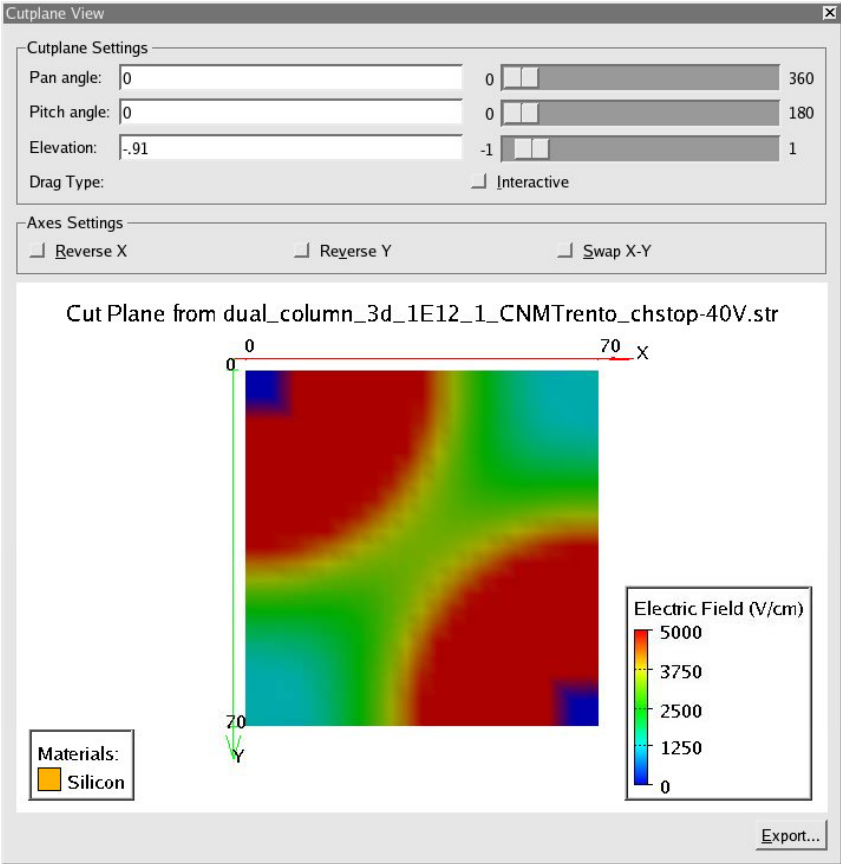 Cutplane View
Cutplane Settings
Pan angle: 0 0 360
Pitch angle: 0 0 180
Elevation: -.91 -1 1
Drag Type: Interactive
Axes Settings
Reverse X Reverse Y Swap X-Y
Cut Plane from dual_column_3d_1E12_1_CNMTrento_chstop-40V.str
0 70 X
0
70
Y
Electric Field (V/cm)
5000
3750
2500
1250
0
Materials:
Silicon
Export...